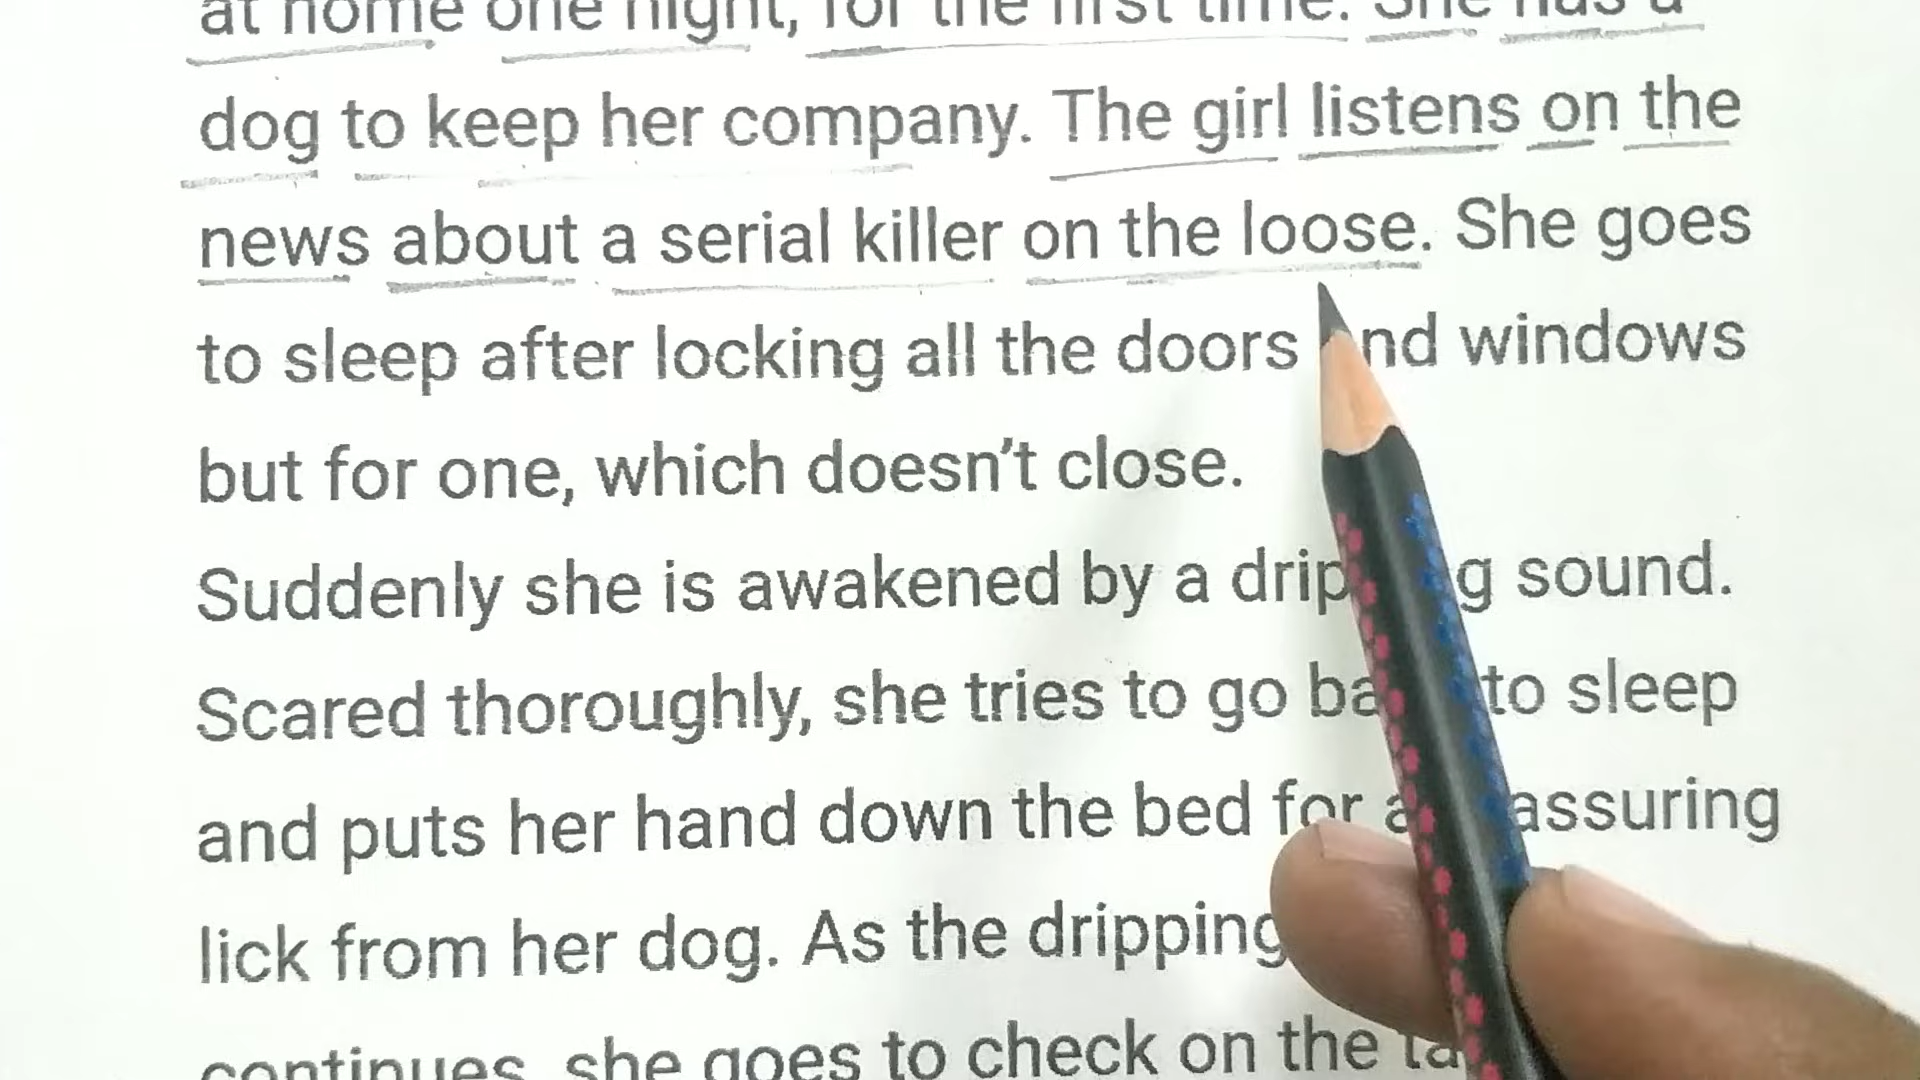 at home one night, for the first time. She has a
dog to keep her company. The girl listens on the
news about a serial killer on the loose. She goes
to sleep after locking all the doors and windows
but for one, which doesn't close.
Suddenly she is awakened by a dripping sound.
Scared thoroughly, she tries to go back to sleep
and puts her hand down the bed for a reassuring
lick from her dog. As the dripping
continues, she goes to check on the